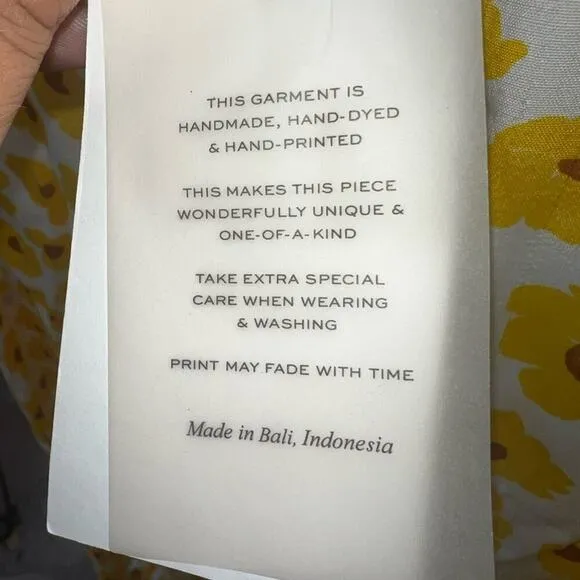 THIS GARMENT IS
HANDMADE, HAND-DYED
& HAND-PRINTED
THIS MAKES THIS PIECE
WONDERFULLY UNIQUE &
ONE-OF-A-KIND
TAKE EXTRA SPECIAL
CARE WHEN WEARING
& WASHING
PRINT MAY FADE WITH TIME
Made in Bali, Indonesia